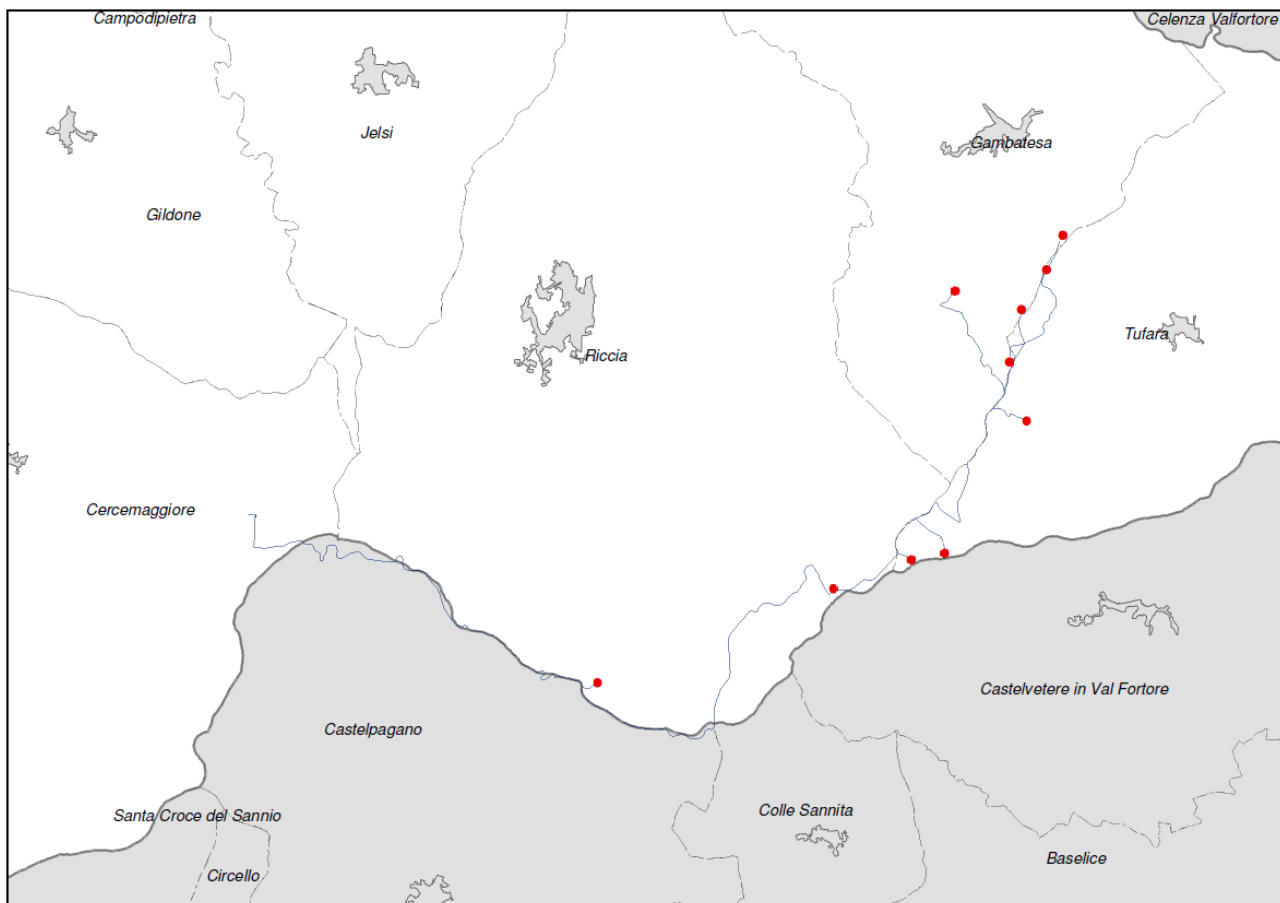 Campodipietra
Celenza Valfortore
Jelsi
Gambatesa
Gildone
Tufara
Riccia
Cercemaggiore
Castelvetere in Val Fortore
Castelpagano
Colle Sannita
Santa Croce del Sannio
Baselice
Circello